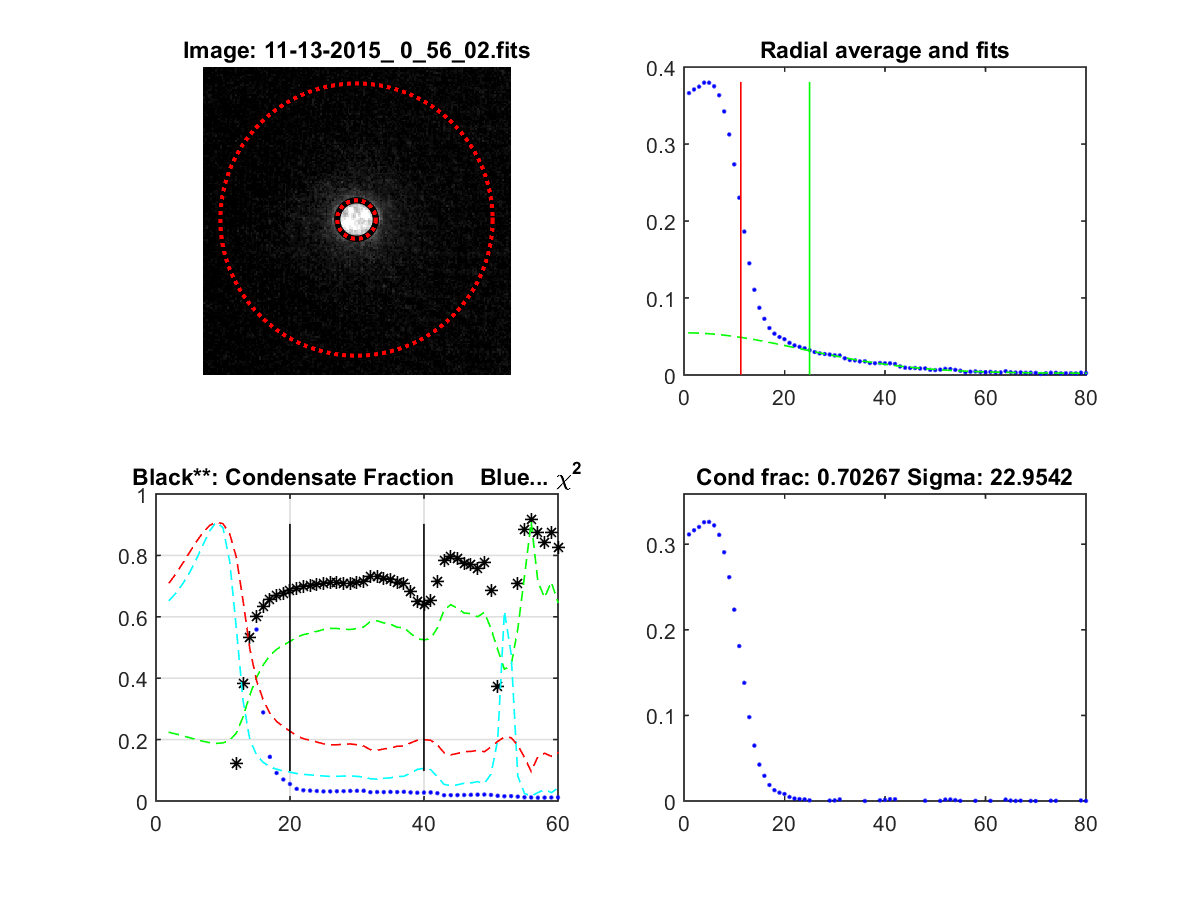 Image: 11-13-2015_ 0_56_02.fits
Radial average and fits
0.4
0.3
0.2
0.1
0
0 20 40 60 80
Black**: Condensate Fraction Blue... χ²
1
0.8
0.6
0.4
0.2
0
0 20 40 60
Cond frac: 0.70267 Sigma: 22.9542
0.3
0.2
0.1
0
0 20 40 60 80